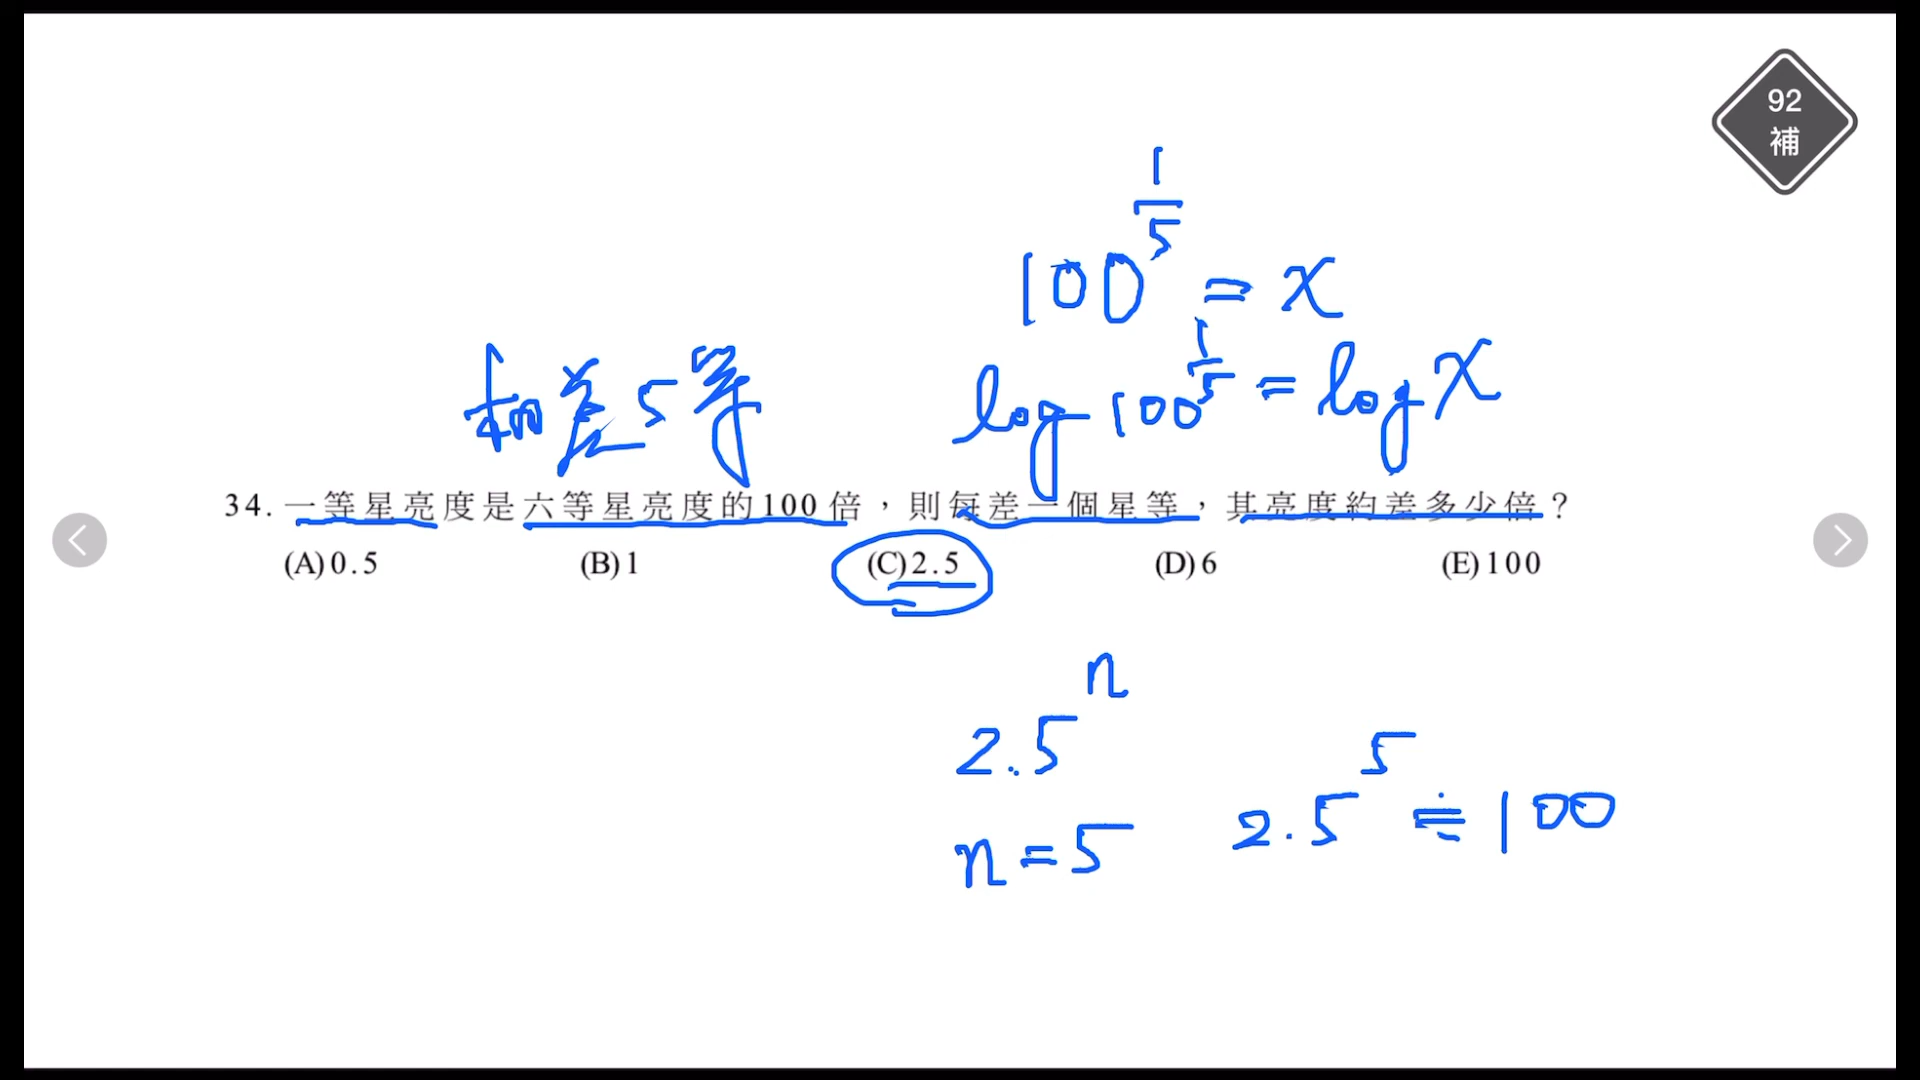 92
補
100^{1/5} = x
log 100^{1/5} = log x
相差5等
34. 一等星亮度是六等星亮度的100倍，則每差一個星等，其亮度約差多少倍？
(A) 0.5 (B) 1 (C) 2.5 (D) 6 (E) 100
2.5^n
n = 5
2.5^5 ≒ 100